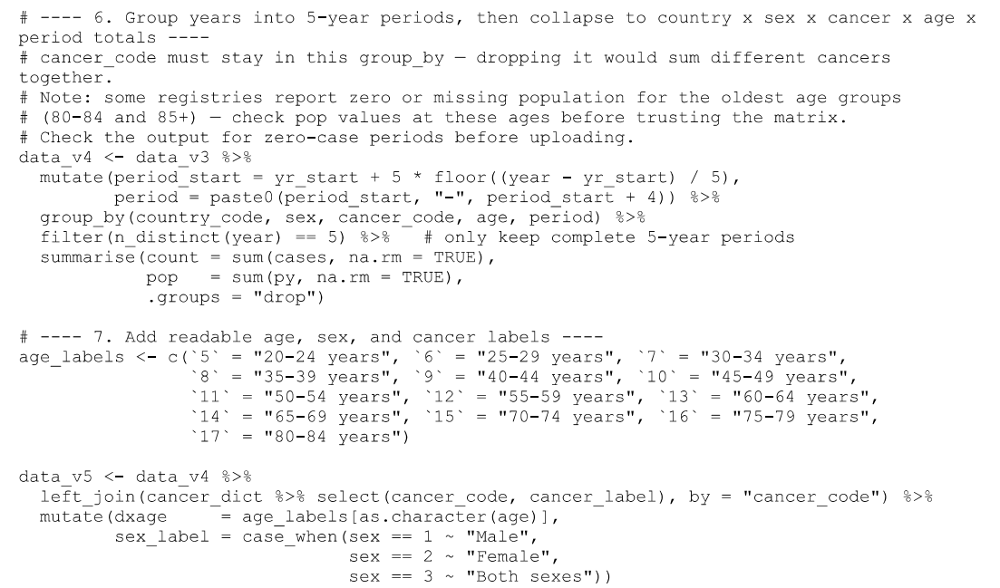 # ---- 6. Group years into 5-year periods, then collapse to country x sex x cancer x age x
period totals ----
# cancer_code must stay in this group_by — dropping it would sum different cancers
together.
# Note: some registries report zero or missing population for the oldest age groups
# (80-84 and 85+) — check pop values at these ages before trusting the matrix.
# Check the output for zero-case periods before uploading.
data_v4 <- data_v3 %>%
  mutate(period_start = yr_start + 5 * floor((year - yr_start) / 5),
         period = paste0(period_start, "-", period_start + 4)) %>%
  group_by(country_code, sex, cancer_code, age, period) %>%
  filter(n_distinct(year) == 5) %>%   # only keep complete 5-year periods
  summarise(count = sum(cases, na.rm = TRUE),
            pop   = sum(py, na.rm = TRUE),
            .groups = "drop")

# ---- 7. Add readable age, sex, and cancer labels ----
age_labels <- c(`5` = "20-24 years", `6` = "25-29 years", `7` = "30-34 years",
                `8` = "35-39 years", `9` = "40-44 years", `10` = "45-49 years",
                `11` = "50-54 years", `12` = "55-59 years", `13` = "60-64 years",
                `14` = "65-69 years", `15` = "70-74 years", `16` = "75-79 years",
                `17` = "80-84 years")

data_v5 <- data_v4 %>%
  left_join(cancer_dict %>% select(cancer_code, cancer_label), by = "cancer_code") %>%
  mutate(dxage     = age_labels[as.character(age)],
         sex_label = case_when(sex == 1 ~ "Male",
                               sex == 2 ~ "Female",
                               sex == 3 ~ "Both sexes"))